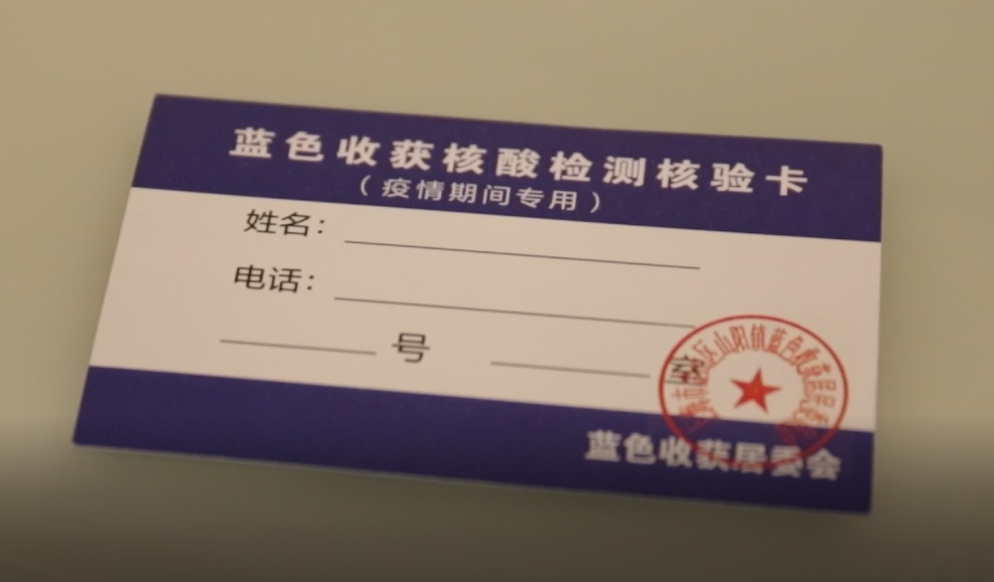 蓝色收获核酸检测核验卡
（疫情期间专用）
姓名：
电话：
号 室
蓝色收获居委会